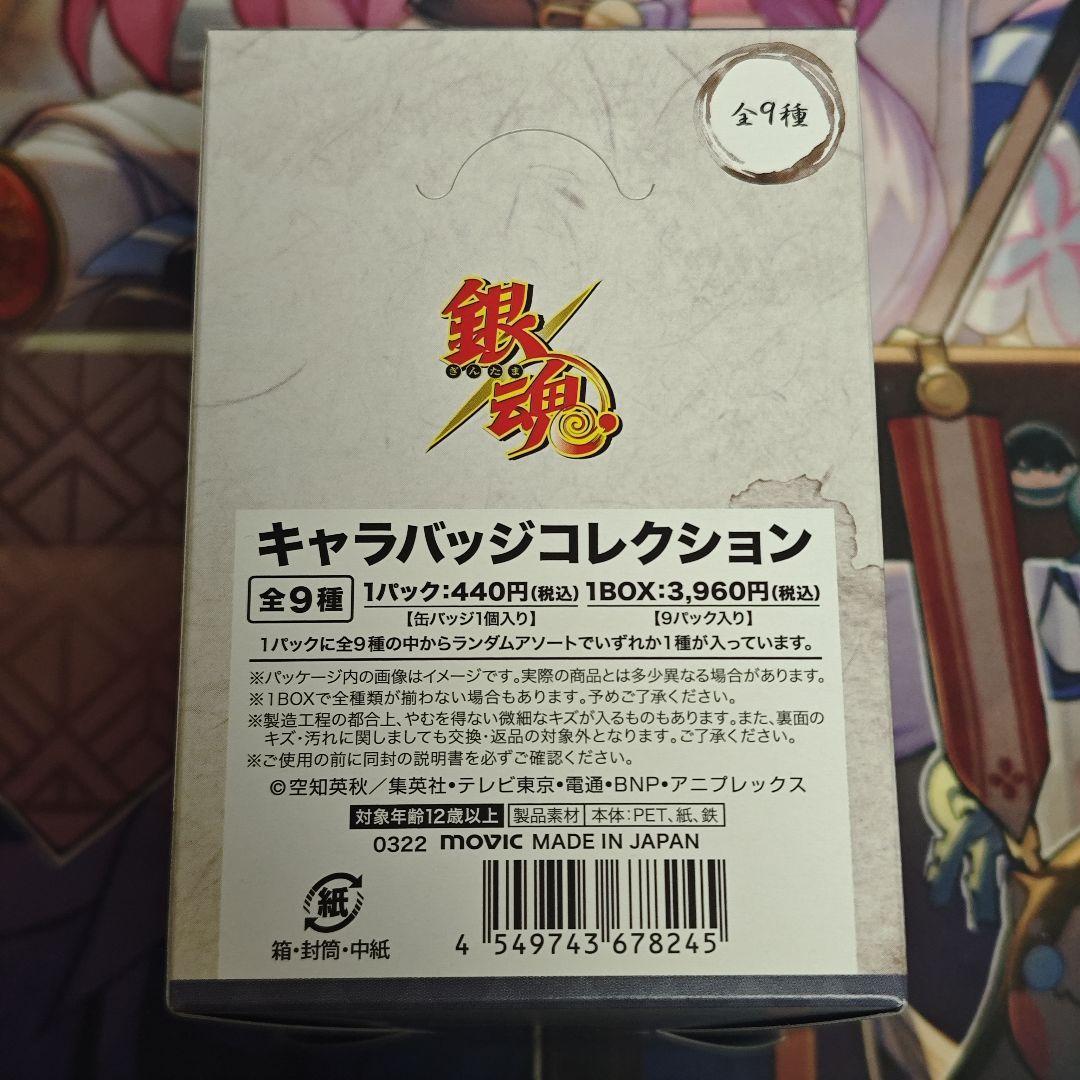 全9種
銀魂
ぎんたま
キャラバッジコレクション
全9種 1パック:440円(税込) 1BOX:3,960円(税込)
【缶バッジ1個入り】 【9パック入り】
1パックに全9種の中からランダムアソートでいずれか1種が入っています。
※パッケージ内の画像はイメージです。実際の商品とは多少異なる場合があります。
※1BOXで全種類が揃わない場合もあります。予めご了承ください。
※製造工程の都合上、やむを得ない微細なキズが入るものもあります。また、裏面の
キズ・汚れに関しましても交換・返品の対象外となります。ご了承ください。
※ご使用の前に同封の説明書を必ずご確認ください。
©空知英秋／集英社・テレビ東京・電通・BNP・アニプレックス
対象年齢12歳以上 製品素材 本体:PET、紙、鉄
0322 movic MADE IN JAPAN
紙
箱・封筒・中紙
4 549743 678245